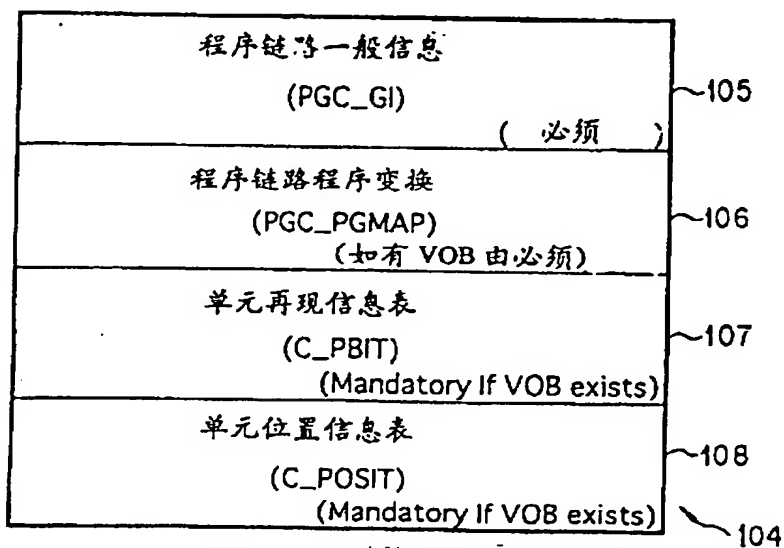 程序链路一般信息
(PGC_GI)
105
( 必须 )
程序链路程序变换
(PGC_PGMAP)
106
(如有 VOB 由必须)
单元再现信息表
(C_PBIT)
107
(Mandatory If VOB exists)
单元位置信息表
(C_POSIT)
108
(Mandatory If VOB exists)
104